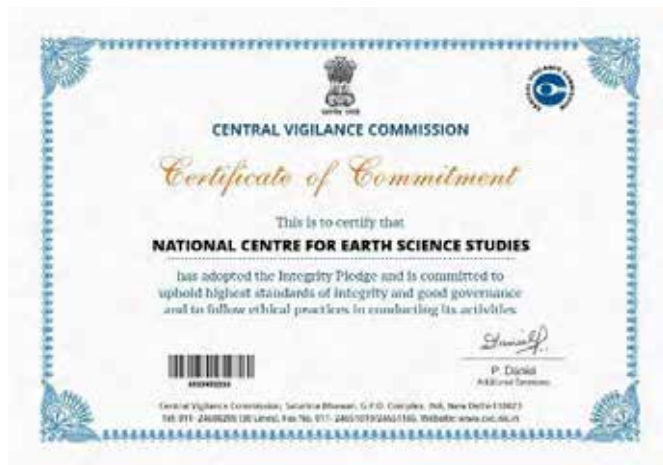 CENTRAL VIGILANCE COMMISSION
Certificate of Commitment
This is to certify that
NATIONAL CENTRE FOR EARTH SCIENCE STUDIES
has adopted the Integrity Pledge and is committed to
uphold highest standards of integrity and good governance
and to follow ethical practices in conducting its activities.
P. Daniel
Additional Secretary
Central Vigilance Commission, Satarkta Bhawan, G.P.O. Complex, INA, New Delhi-110023